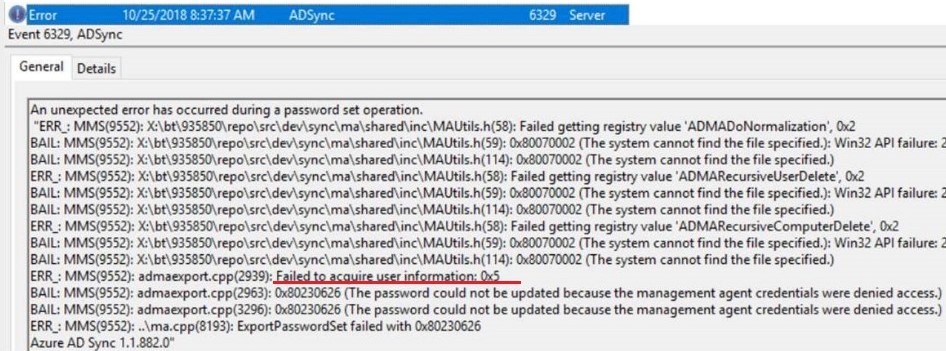 Error 10/25/2018 8:37:37 AM ADSync 6329 Server
Event 6329, ADSync
General Details
An unexpected error has occurred during a password set operation.
"ERR_: MMS(9552): X:\bt\935850\repo\src\dev\sync\ma\shared\inc\MAUtils.h(58): Failed getting registry value 'ADMADoNormalization', 0x2
BAIL: MMS(9552): X:\bt\935850\repo\src\dev\sync\ma\shared\inc\MAUtils.h(59): 0x80070002 (The system cannot find the file specified.): Win32 API failure: 2
BAIL: MMS(9552): X:\bt\935850\repo\src\dev\sync\ma\shared\inc\MAUtils.h(114): 0x80070002 (The system cannot find the file specified.)
ERR_: MMS(9552): X:\bt\935850\repo\src\dev\sync\ma\shared\inc\MAUtils.h(58): Failed getting registry value 'ADMARecursiveUserDelete', 0x2
BAIL: MMS(9552): X:\bt\935850\repo\src\dev\sync\ma\shared\inc\MAUtils.h(59): 0x80070002 (The system cannot find the file specified.): Win32 API failure: 2
BAIL: MMS(9552): X:\bt\935850\repo\src\dev\sync\ma\shared\inc\MAUtils.h(114): 0x80070002 (The system cannot find the file specified.)
ERR_: MMS(9552): X:\bt\935850\repo\src\dev\sync\ma\shared\inc\MAUtils.h(58): Failed getting registry value 'ADMARecursiveComputerDelete', 0x2
BAIL: MMS(9552): X:\bt\935850\repo\src\dev\sync\ma\shared\inc\MAUtils.h(59): 0x80070002 (The system cannot find the file specified.): Win32 API failure: 2
BAIL: MMS(9552): X:\bt\935850\repo\src\dev\sync\ma\shared\inc\MAUtils.h(114): 0x80070002 (The system cannot find the file specified.)
ERR_: MMS(9552): admaexport.cpp(2939): Failed to acquire user information: 0x5
BAIL: MMS(9552): admaexport.cpp(2963): 0x80230626 (The password could not be updated because the management agent credentials were denied access.)
BAIL: MMS(9552): admaexport.cpp(3296): 0x80230626 (The password could not be updated because the management agent credentials were denied access.)
ERR_: MMS(9552): ..\ma.cpp(8193): ExportPasswordSet failed with 0x80230626
Azure AD Sync 1.1.882.0"